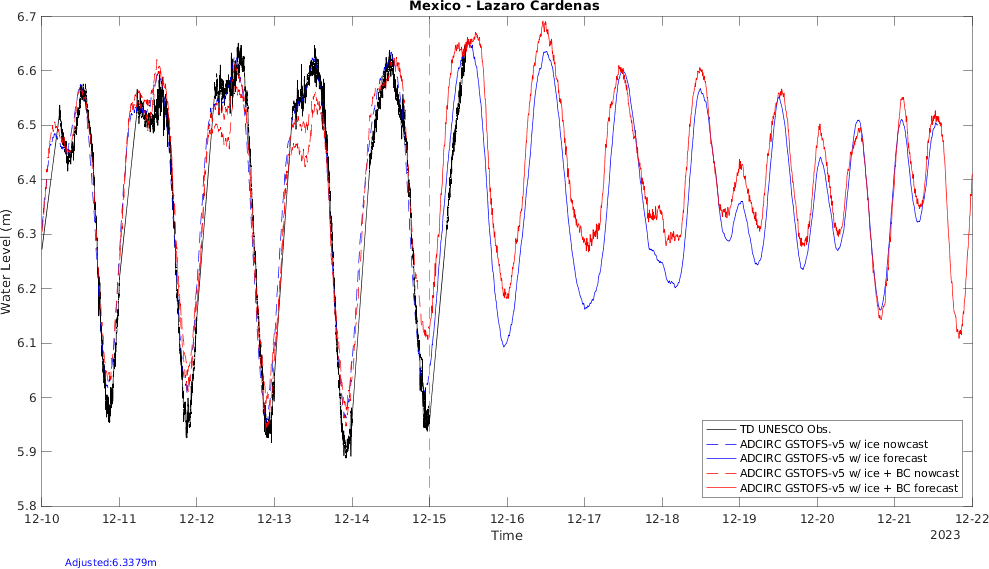 Mexico - Lazaro Cardenas
6.7
6.6
6.5
6.4
6.3
6.2
6.1
6
5.9
5.8
Water Level (m)
TD UNESCO Obs.
ADCIRC GSTOFS-v5 w/ ice nowcast
ADCIRC GSTOFS-v5 w/ ice forecast
ADCIRC GSTOFS-v5 w/ ice + BC nowcast
ADCIRC GSTOFS-v5 w/ ice + BC forecast
12-10 12-11 12-12 12-13 12-14 12-15 12-16 12-17 12-18 12-19 12-20 12-21 12-22
Time
2023
Adjusted:6.3379m